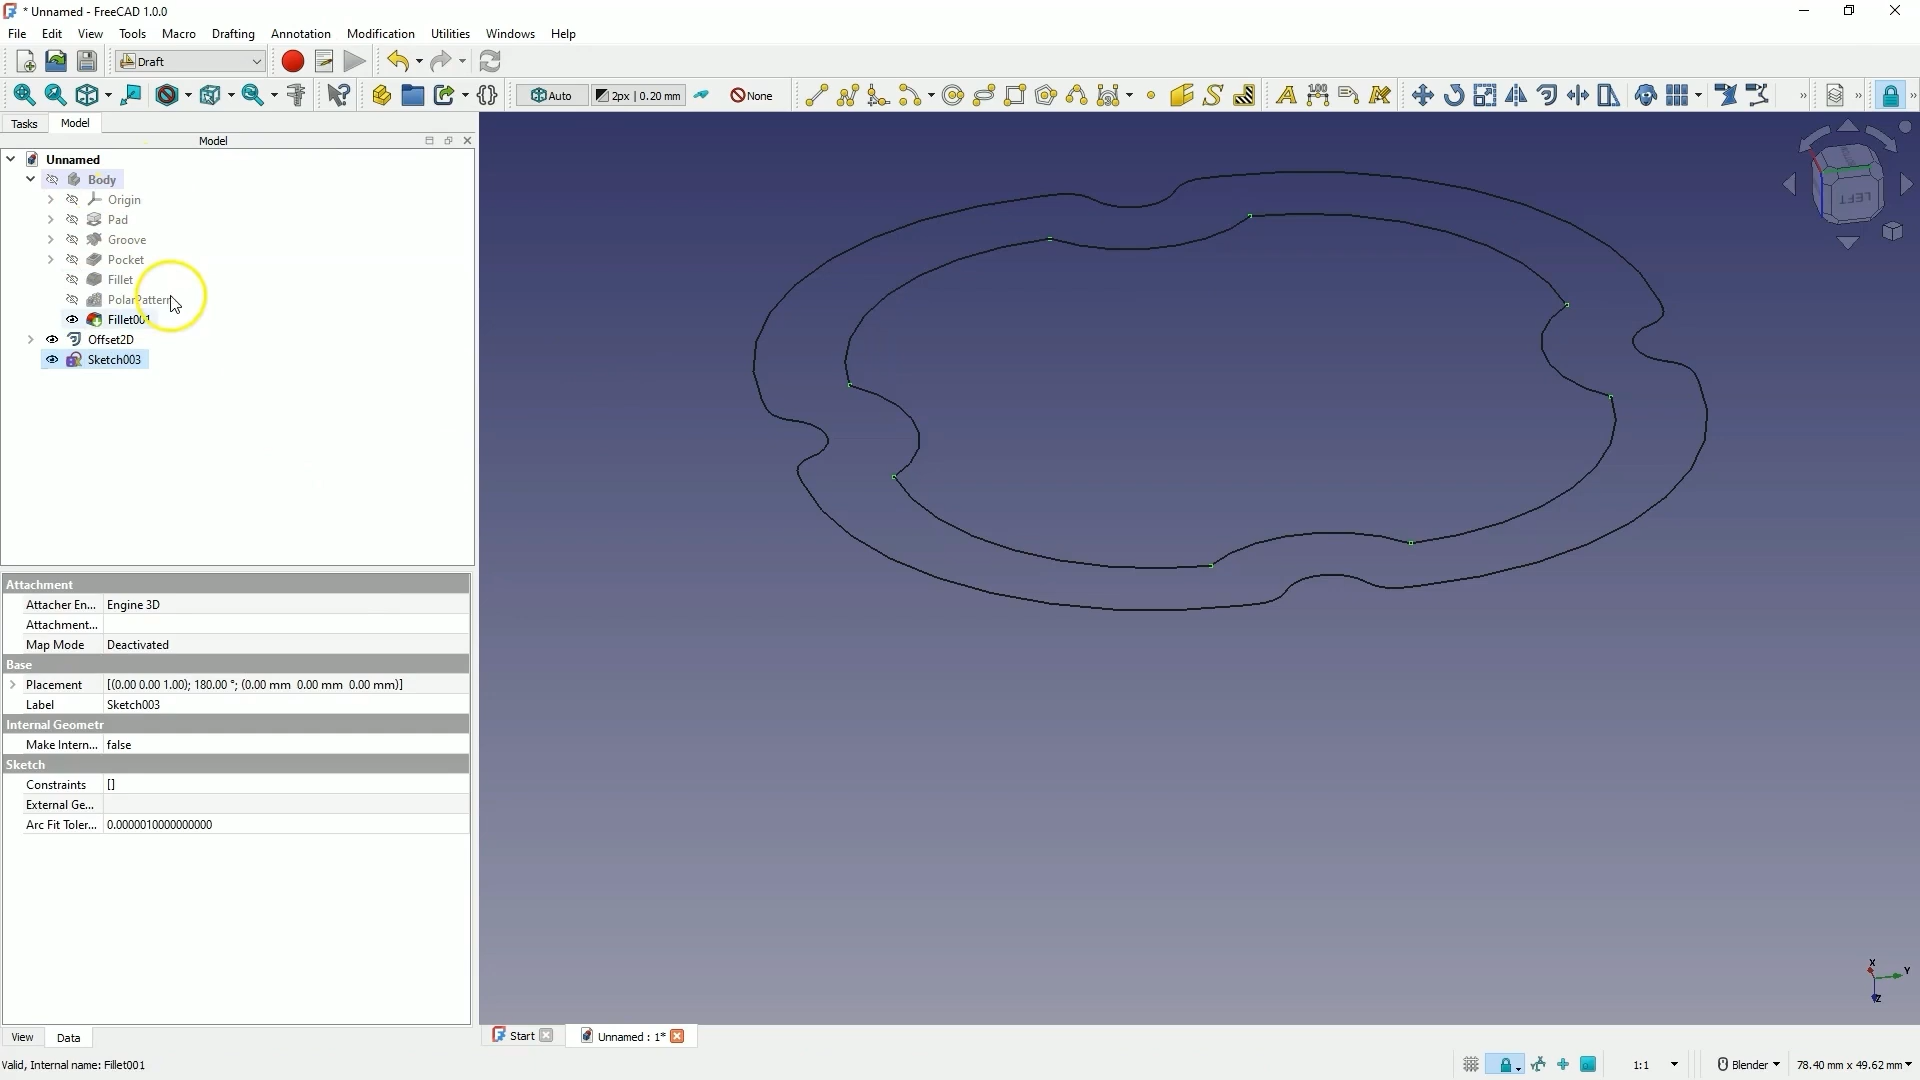 * Unnamed - FreeCAD 1.0.0
File Edit View Tools Macro Drafting Annotation Modification Utilities Windows Help
Draft
Auto 2px | 0.20 mm None
Tasks Model
Model
Unnamed
Body
Origin
Pad
Groove
Pocket
Fillet
PolarPattern
Fillet001
Offset2D
Sketch003
LEFT
Attachment
Attacher En... Engine 3D
Attachment...
Map Mode Deactivated
Base
Placement [(0.00 0.00 1.00); 180.00 °; (0.00 mm 0.00 mm 0.00 mm)]
Label Sketch003
Internal Geometr
Make Intern... false
Sketch
Constraints []
External Ge...
Arc Fit Toler... 0.0000010000000000
X
Y
Z
View Data
Start Unnamed : 1*
Valid, Internal name: Fillet001
1:1 Blender 78.40 mm x 49.62 mm